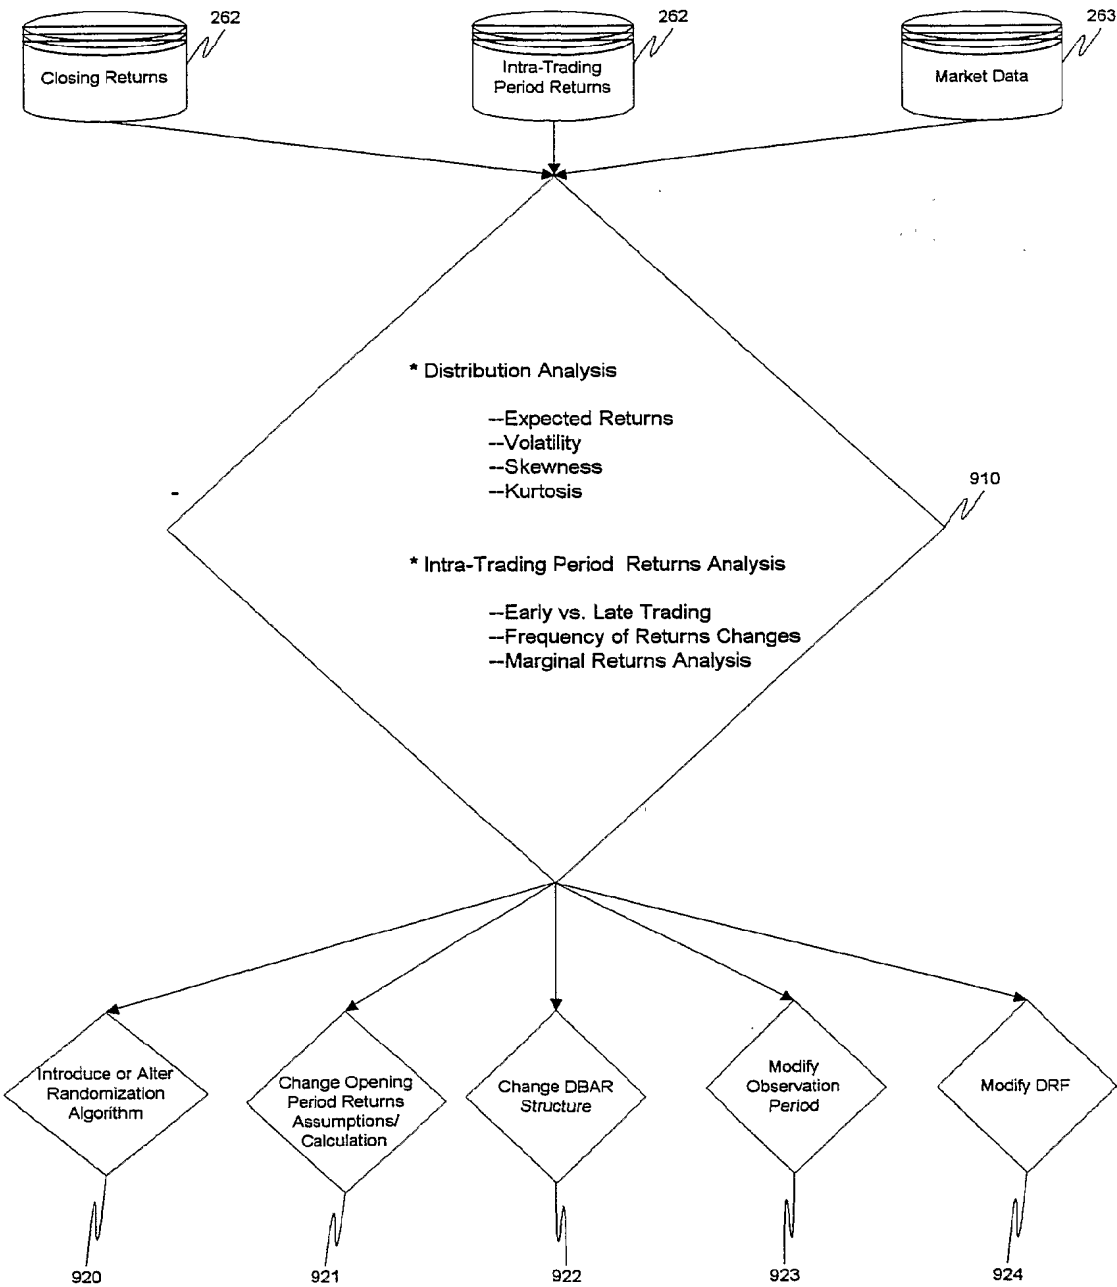 262
262
263
Closing Returns
Intra-Trading
Period Returns
Market Data
* Distribution Analysis
--Expected Returns
--Volatility
--Skewness
--Kurtosis
910
* Intra-Trading Period Returns Analysis
--Early vs. Late Trading
--Frequency of Returns Changes
--Marginal Returns Analysis
Introduce or Alter
Randomization
Algorithm
Change Opening
Period Returns
Assumptions/
Calculation
Change DBAR
Structure
Modify
Observation
Period
Modify DRF
920
921
922
923
924